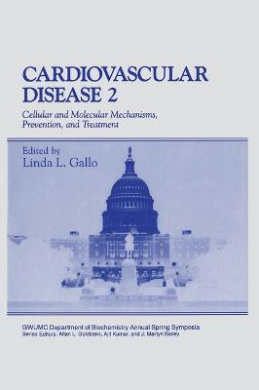 CARDIOVASCULAR
DISEASE 2
Cellular and Molecular Mechanisms,
Prevention, and Treatment
Edited by
Linda L. Gallo
GWUMC Department of Biochemistry Annual Spring Symposia
Series Editors: Allan L. Goldstein, Ajit Kumar, and J. Martyn Bailey